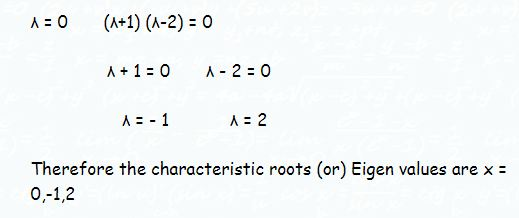 ʌ = 0 (ʌ+1) (ʌ-2) = 0
ʌ + 1 = 0 ʌ - 2 = 0
ʌ = - 1 ʌ = 2
Therefore the characteristic roots (or) Eigen values are x =
0,-1,2